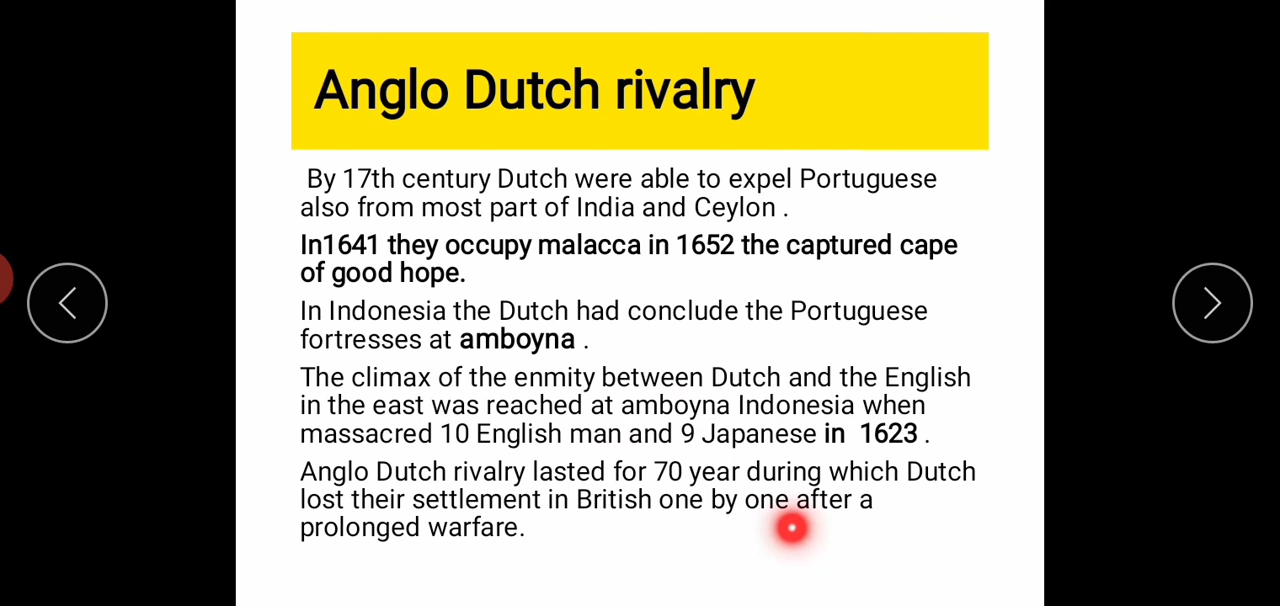 Anglo Dutch rivalry
By 17th century Dutch were able to expel Portuguese
also from most part of India and Ceylon .
In1641 they occupy malacca in 1652 the captured cape
of good hope.
In Indonesia the Dutch had conclude the Portuguese
fortresses at amboyna .
The climax of the enmity between Dutch and the English
in the east was reached at amboyna Indonesia when
massacred 10 English man and 9 Japanese in 1623 .
Anglo Dutch rivalry lasted for 70 year during which Dutch
lost their settlement in British one by one after a
prolonged warfare.